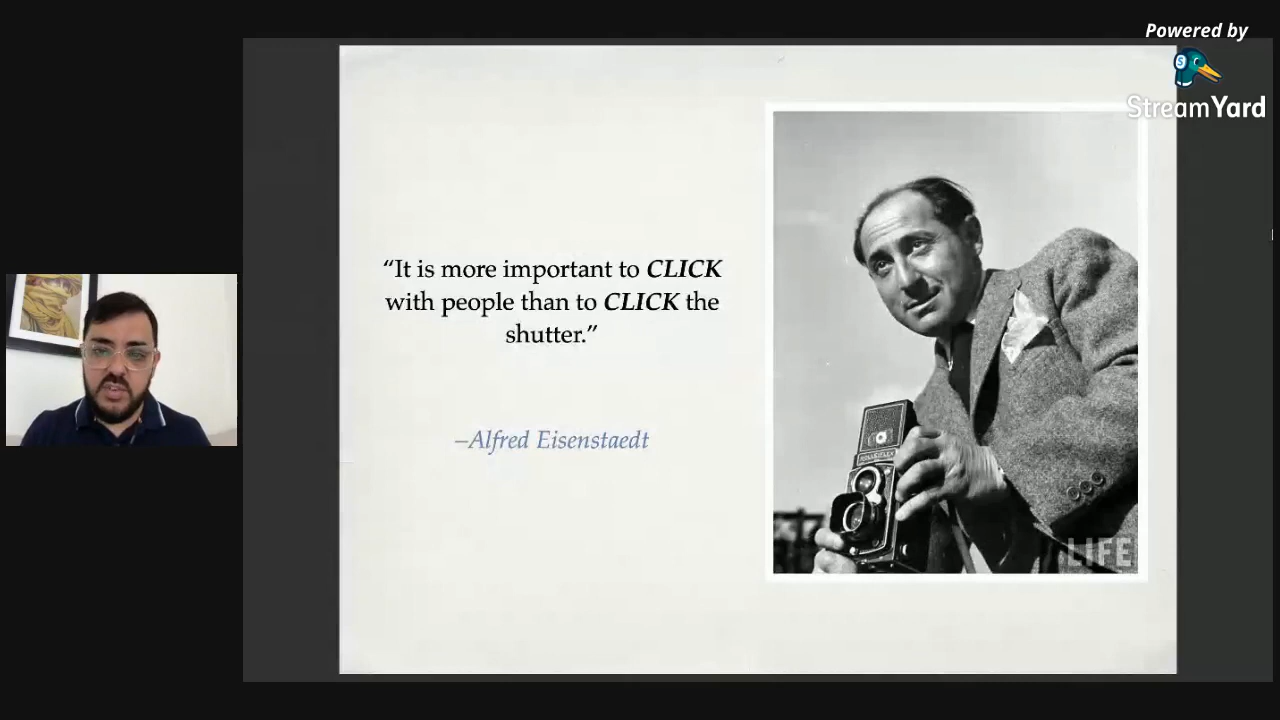 Powered by
StreamYard
“It is more important to CLICK
with people than to CLICK the
shutter.”
–Alfred Eisenstaedt
ROLLEIFLEX
LIFE